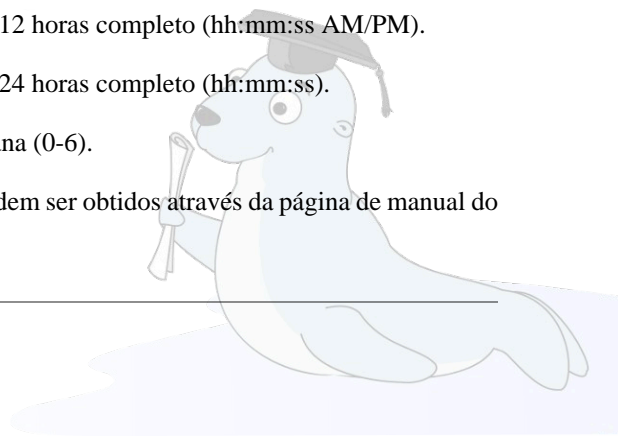 12 horas completo (hh:mm:ss AM/PM).
24 horas completo (hh:mm:ss).
na (0-6).
dem ser obtidos através da página de manual do